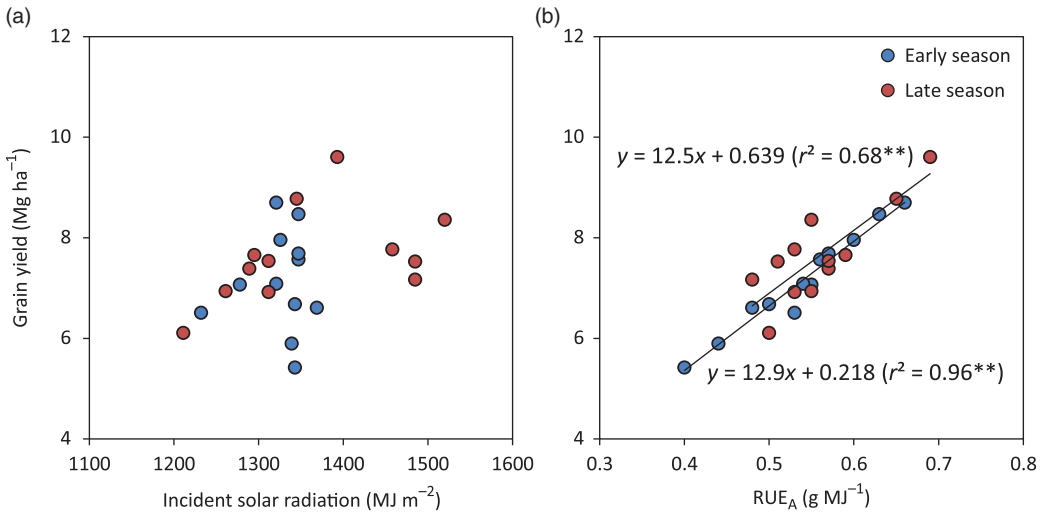 (a)
12
10
8
6
4
Grain yield (Mg ha⁻¹)
1100 1200 1300 1400 1500 1600
Incident solar radiation (MJ m⁻²)
(b)
12
10
8
6
4
Early season
Late season
y = 12.5x + 0.639 (r² = 0.68**)
y = 12.9x + 0.218 (r² = 0.96**)
0.3 0.4 0.5 0.6 0.7 0.8
RUE_A (g MJ⁻¹)